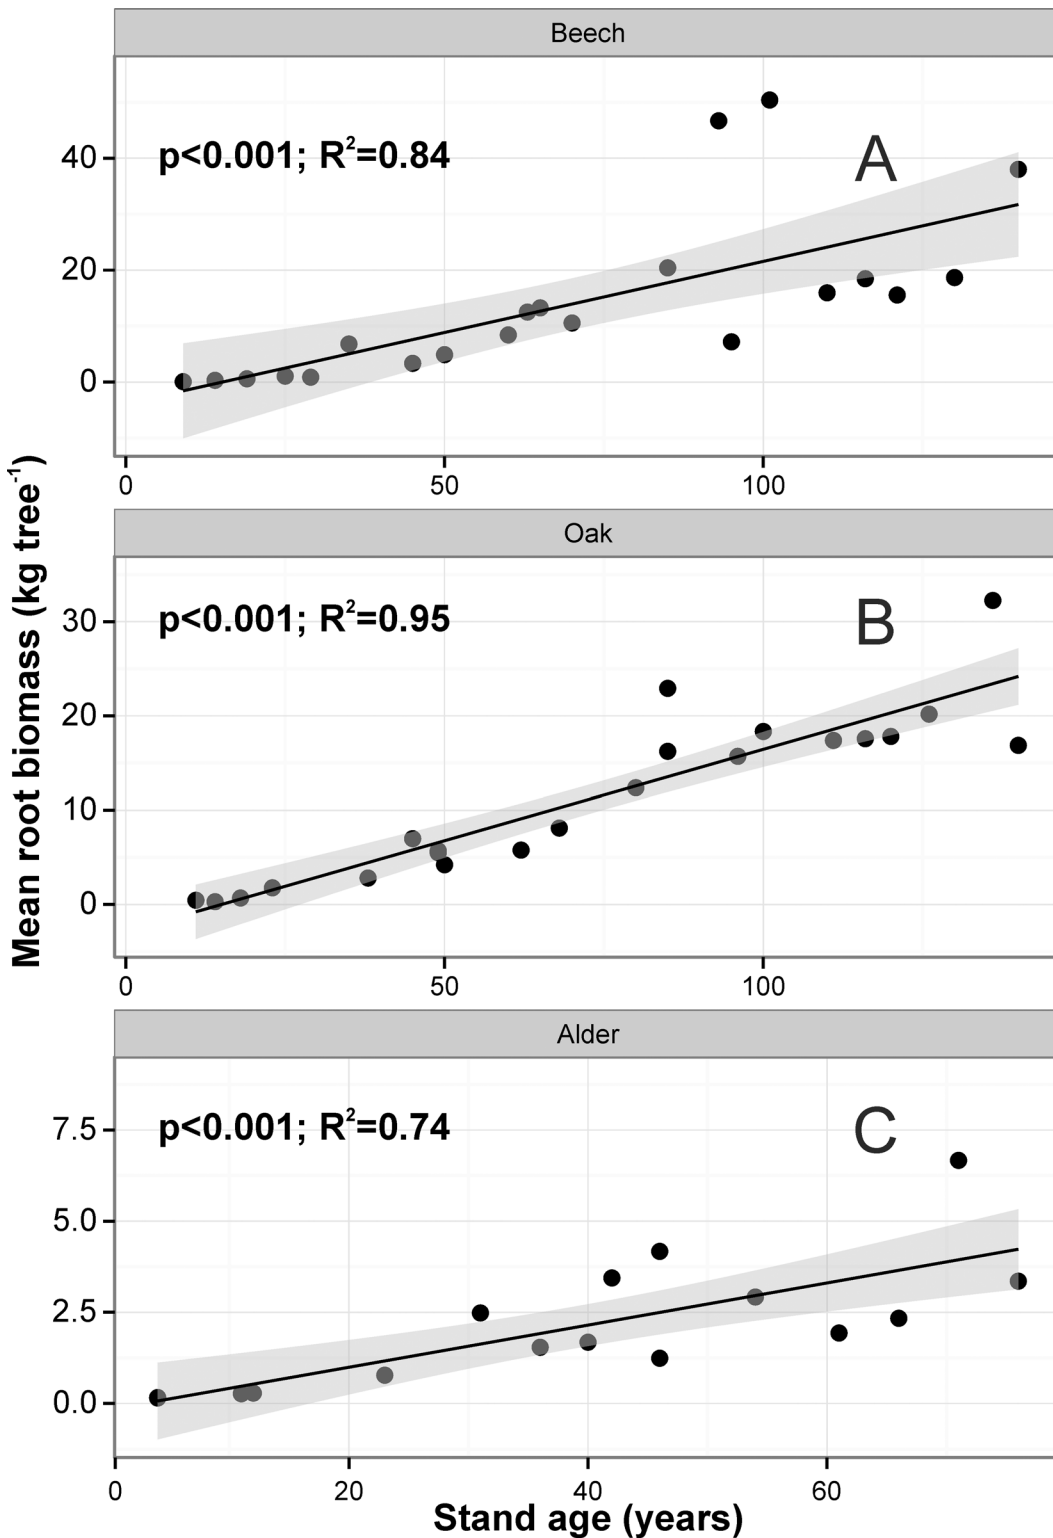 Beech
p<0.001; R²=0.84
A
40
20
0
0 50 100
Oak
p<0.001; R²=0.95
B
30
20
10
0
0 50 100
Alder
p<0.001; R²=0.74
C
7.5
5.0
2.5
0.0
0 20 40 60
Mean root biomass (kg tree⁻¹)
Stand age (years)